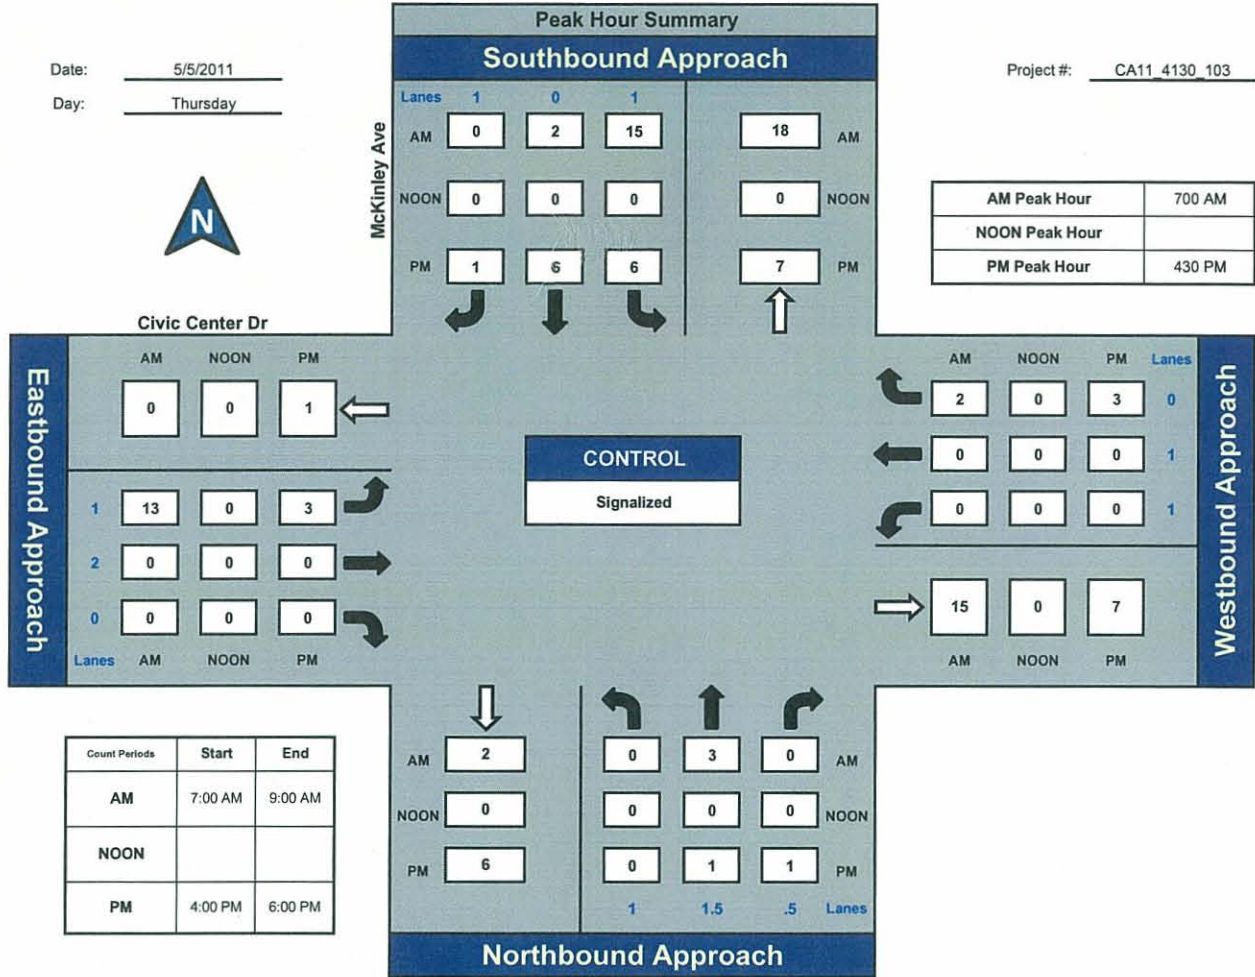 Peak Hour Summary
Southbound Approach
Date: 5/5/2011
Day: Thursday
Project #: CA11_4130_103
N
McKinley Ave
Lanes 1 0 1
AM 0 2 15 18 AM
NOON 0 0 0 0 NOON
PM 1 6 6 7 PM
AM Peak Hour 700 AM
NOON Peak Hour
PM Peak Hour 430 PM
Civic Center Dr
Eastbound Approach
AM NOON PM
0 0 1
1 13 0 3
2 0 0 0
0 0 0 0
Lanes AM NOON PM
CONTROL
Signalized
AM NOON PM Lanes
2 0 3 0
0 0 0 1
0 0 0 1
15 0 7
AM NOON PM
Westbound Approach
Count Periods Start End
AM 7:00 AM 9:00 AM
NOON
PM 4:00 PM 6:00 PM
AM 2 0 3 0 AM
NOON 0 0 0 0 NOON
PM 6 0 1 1 PM
1 1.5 .5 Lanes
Northbound Approach